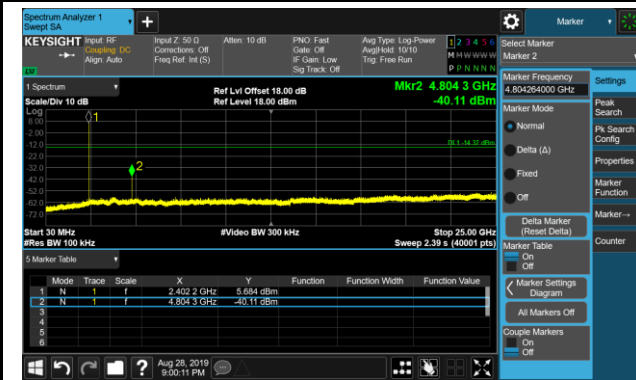 Spectrum Analyzer 1
Swept SA
Marker
KEYSIGHT
Input: RF
Coupling: DC
Align: Auto
Input Z: 50 Ω
Corrections: Off
Freq Ref: Int (S)
Atten: 10 dB
PNO: Fast
Gate: Off
IF Gain: Low
Sig Track: Off
Avg Type: Log-Power
Avg|Hold: 10/10
Trig: Free Run
1 2 3 4 5 6
M M W W W W
P P N N N N
LV
Select Marker
Marker 2
1 Spectrum
Ref Lvl Offset 18.00 dB
Mkr2 4.804 3 GHz
Scale/Div 10 dB
Ref Level 18.00 dBm
-40.11 dBm
Log
8.00
-2.00
-12.0
-22.0
-32.0
-42.0
-52.0
-62.0
-72.0
1
2
DL1 -14.32 dBm
Start 30 MHz
#Video BW 300 kHz
Stop 25.00 GHz
#Res BW 100 kHz
Sweep 2.39 s (40001 pts)
5 Marker Table
Mode Trace Scale X Y Function Function Width Function Value
1 N 1 f 2.402 2 GHz 5.684 dBm
2 N 1 f 4.804 3 GHz -40.11 dBm
3
4
5
6
Marker Frequency
4.804264000 GHz
Marker Mode
Normal
Delta (Δ)
Fixed
Off
Delta Marker
(Reset Delta)
Marker Table
On
Off
Marker Settings
Diagram
All Markers Off
Couple Markers
On
Off
Settings
Peak
Search
Pk Search
Config
Properties
Marker
Function
Marker→
Counter
Aug 28, 2019
9:00:11 PM